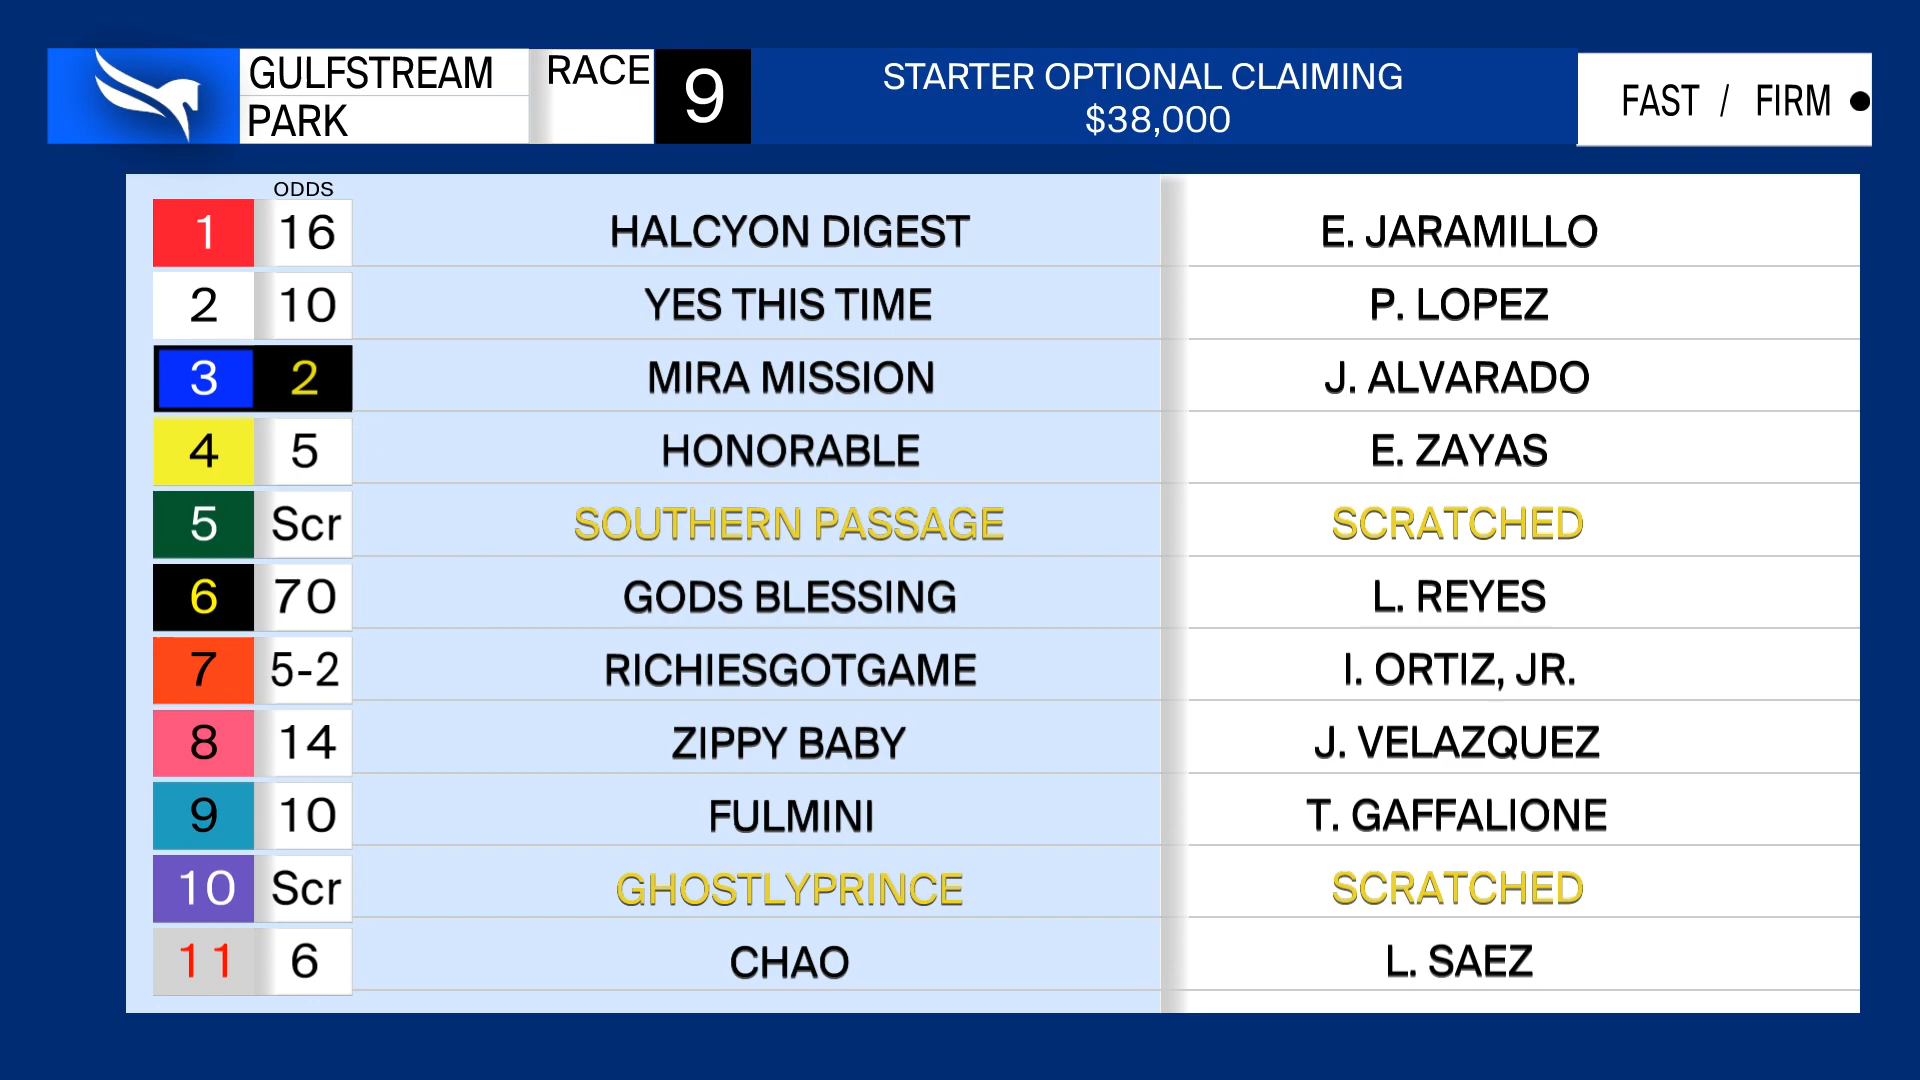 GULFSTREAM
PARK
RACE
9
STARTER OPTIONAL CLAIMING
$38,000
FAST / FIRM ●
ODDS
1 16 HALCYON DIGEST E. JARAMILLO
2 10 YES THIS TIME P. LOPEZ
3 2 MIRA MISSION J. ALVARADO
4 5 HONORABLE E. ZAYAS
5 Scr SOUTHERN PASSAGE SCRATCHED
6 70 GODS BLESSING L. REYES
7 5-2 RICHIESGOTGAME I. ORTIZ, JR.
8 14 ZIPPY BABY J. VELAZQUEZ
9 10 FULMINI T. GAFFALIONE
10 Scr GHOSTLYPRINCE SCRATCHED
11 6 CHAO L. SAEZ